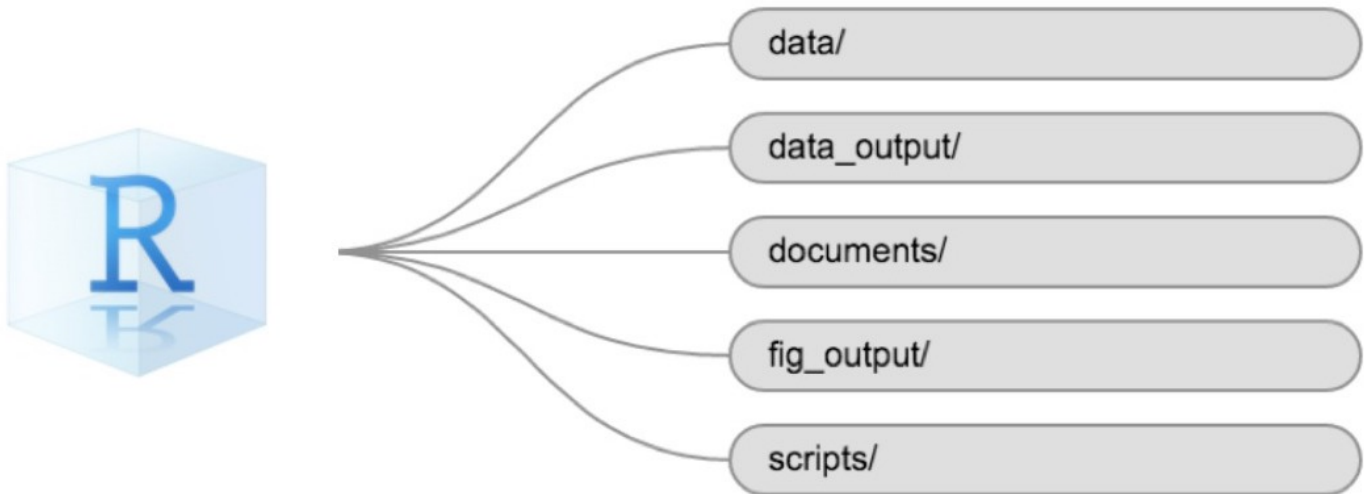 R
data/
data_output/
documents/
fig_output/
scripts/